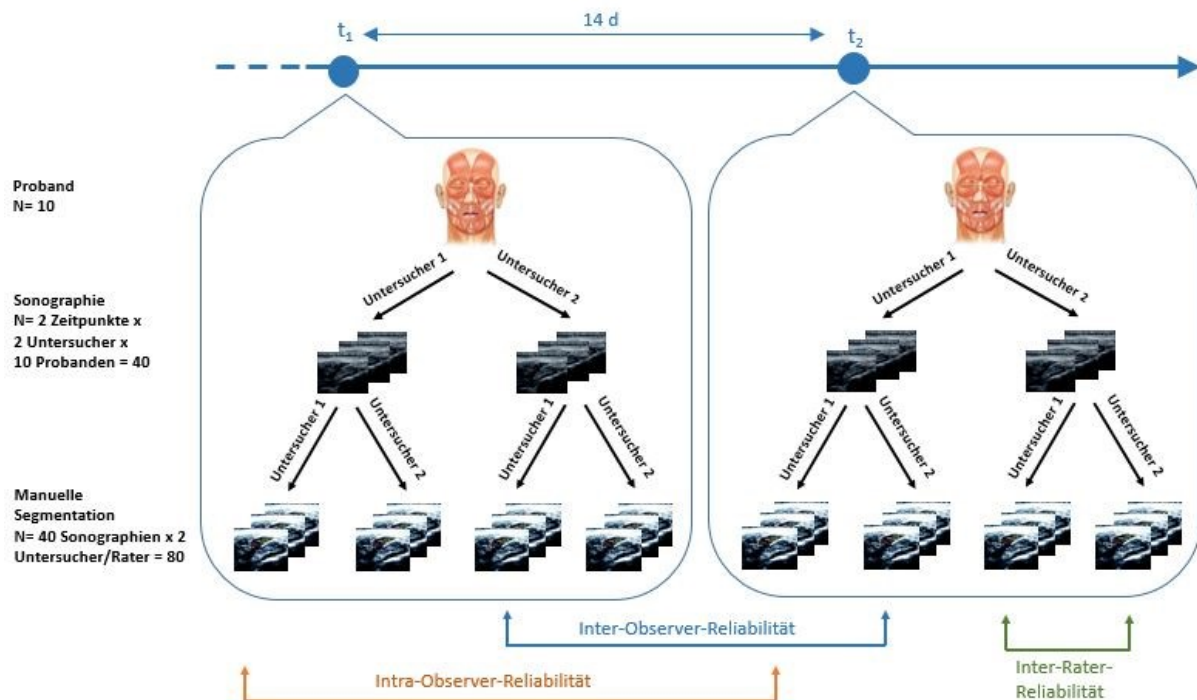 14 d
t1
t2
Proband
N= 10
Untersucher 1
Untersucher 2
Untersucher 1
Untersucher 2
Sonographie
N= 2 Zeitpunkte x
2 Untersucher x
10 Probanden = 40
Untersucher 1
Untersucher 2
Untersucher 1
Untersucher 2
Untersucher 1
Untersucher 2
Untersucher 1
Untersucher 2
Manuelle
Segmentation
N= 40 Sonographien x 2
Untersucher/Rater = 80
Inter-Observer-Reliabilität
Intra-Observer-Reliabilität
Inter-Rater-
Reliabilität